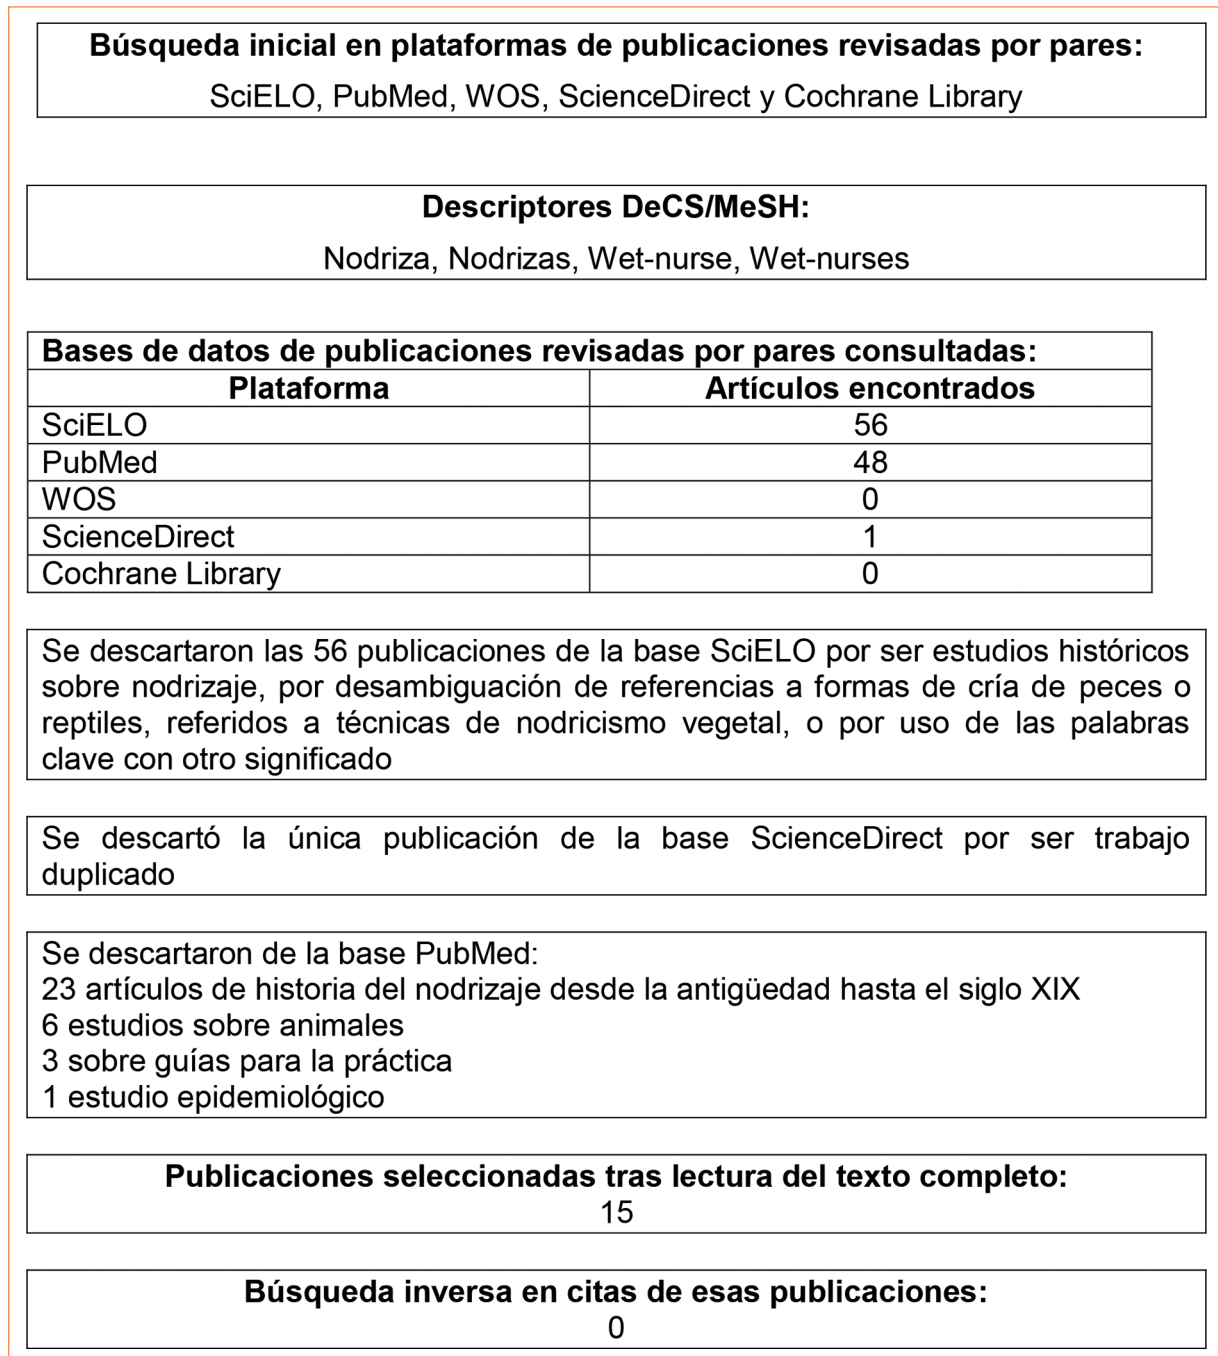 Búsqueda inicial en plataformas de publicaciones revisadas por pares:
SciELO, PubMed, WOS, ScienceDirect y Cochrane Library
Descriptores DeCS/MeSH:
Nodriza, Nodrizas, Wet-nurse, Wet-nurses
Bases de datos de publicaciones revisadas por pares consultadas:
Plataforma Artículos encontrados
SciELO 56
PubMed 48
WOS 0
ScienceDirect 1
Cochrane Library 0
Se descartaron las 56 publicaciones de la base SciELO por ser estudios históricos
sobre nodrizaje, por desambiguación de referencias a formas de cría de peces o
reptiles, referidos a técnicas de nodricismo vegetal, o por uso de las palabras
clave con otro significado
Se descartó la única publicación de la base ScienceDirect por ser trabajo
duplicado
Se descartaron de la base PubMed:
23 artículos de historia del nodrizaje desde la antigüedad hasta el siglo XIX
6 estudios sobre animales
3 sobre guías para la práctica
1 estudio epidemiológico
Publicaciones seleccionadas tras lectura del texto completo:
15
Búsqueda inversa en citas de esas publicaciones:
0